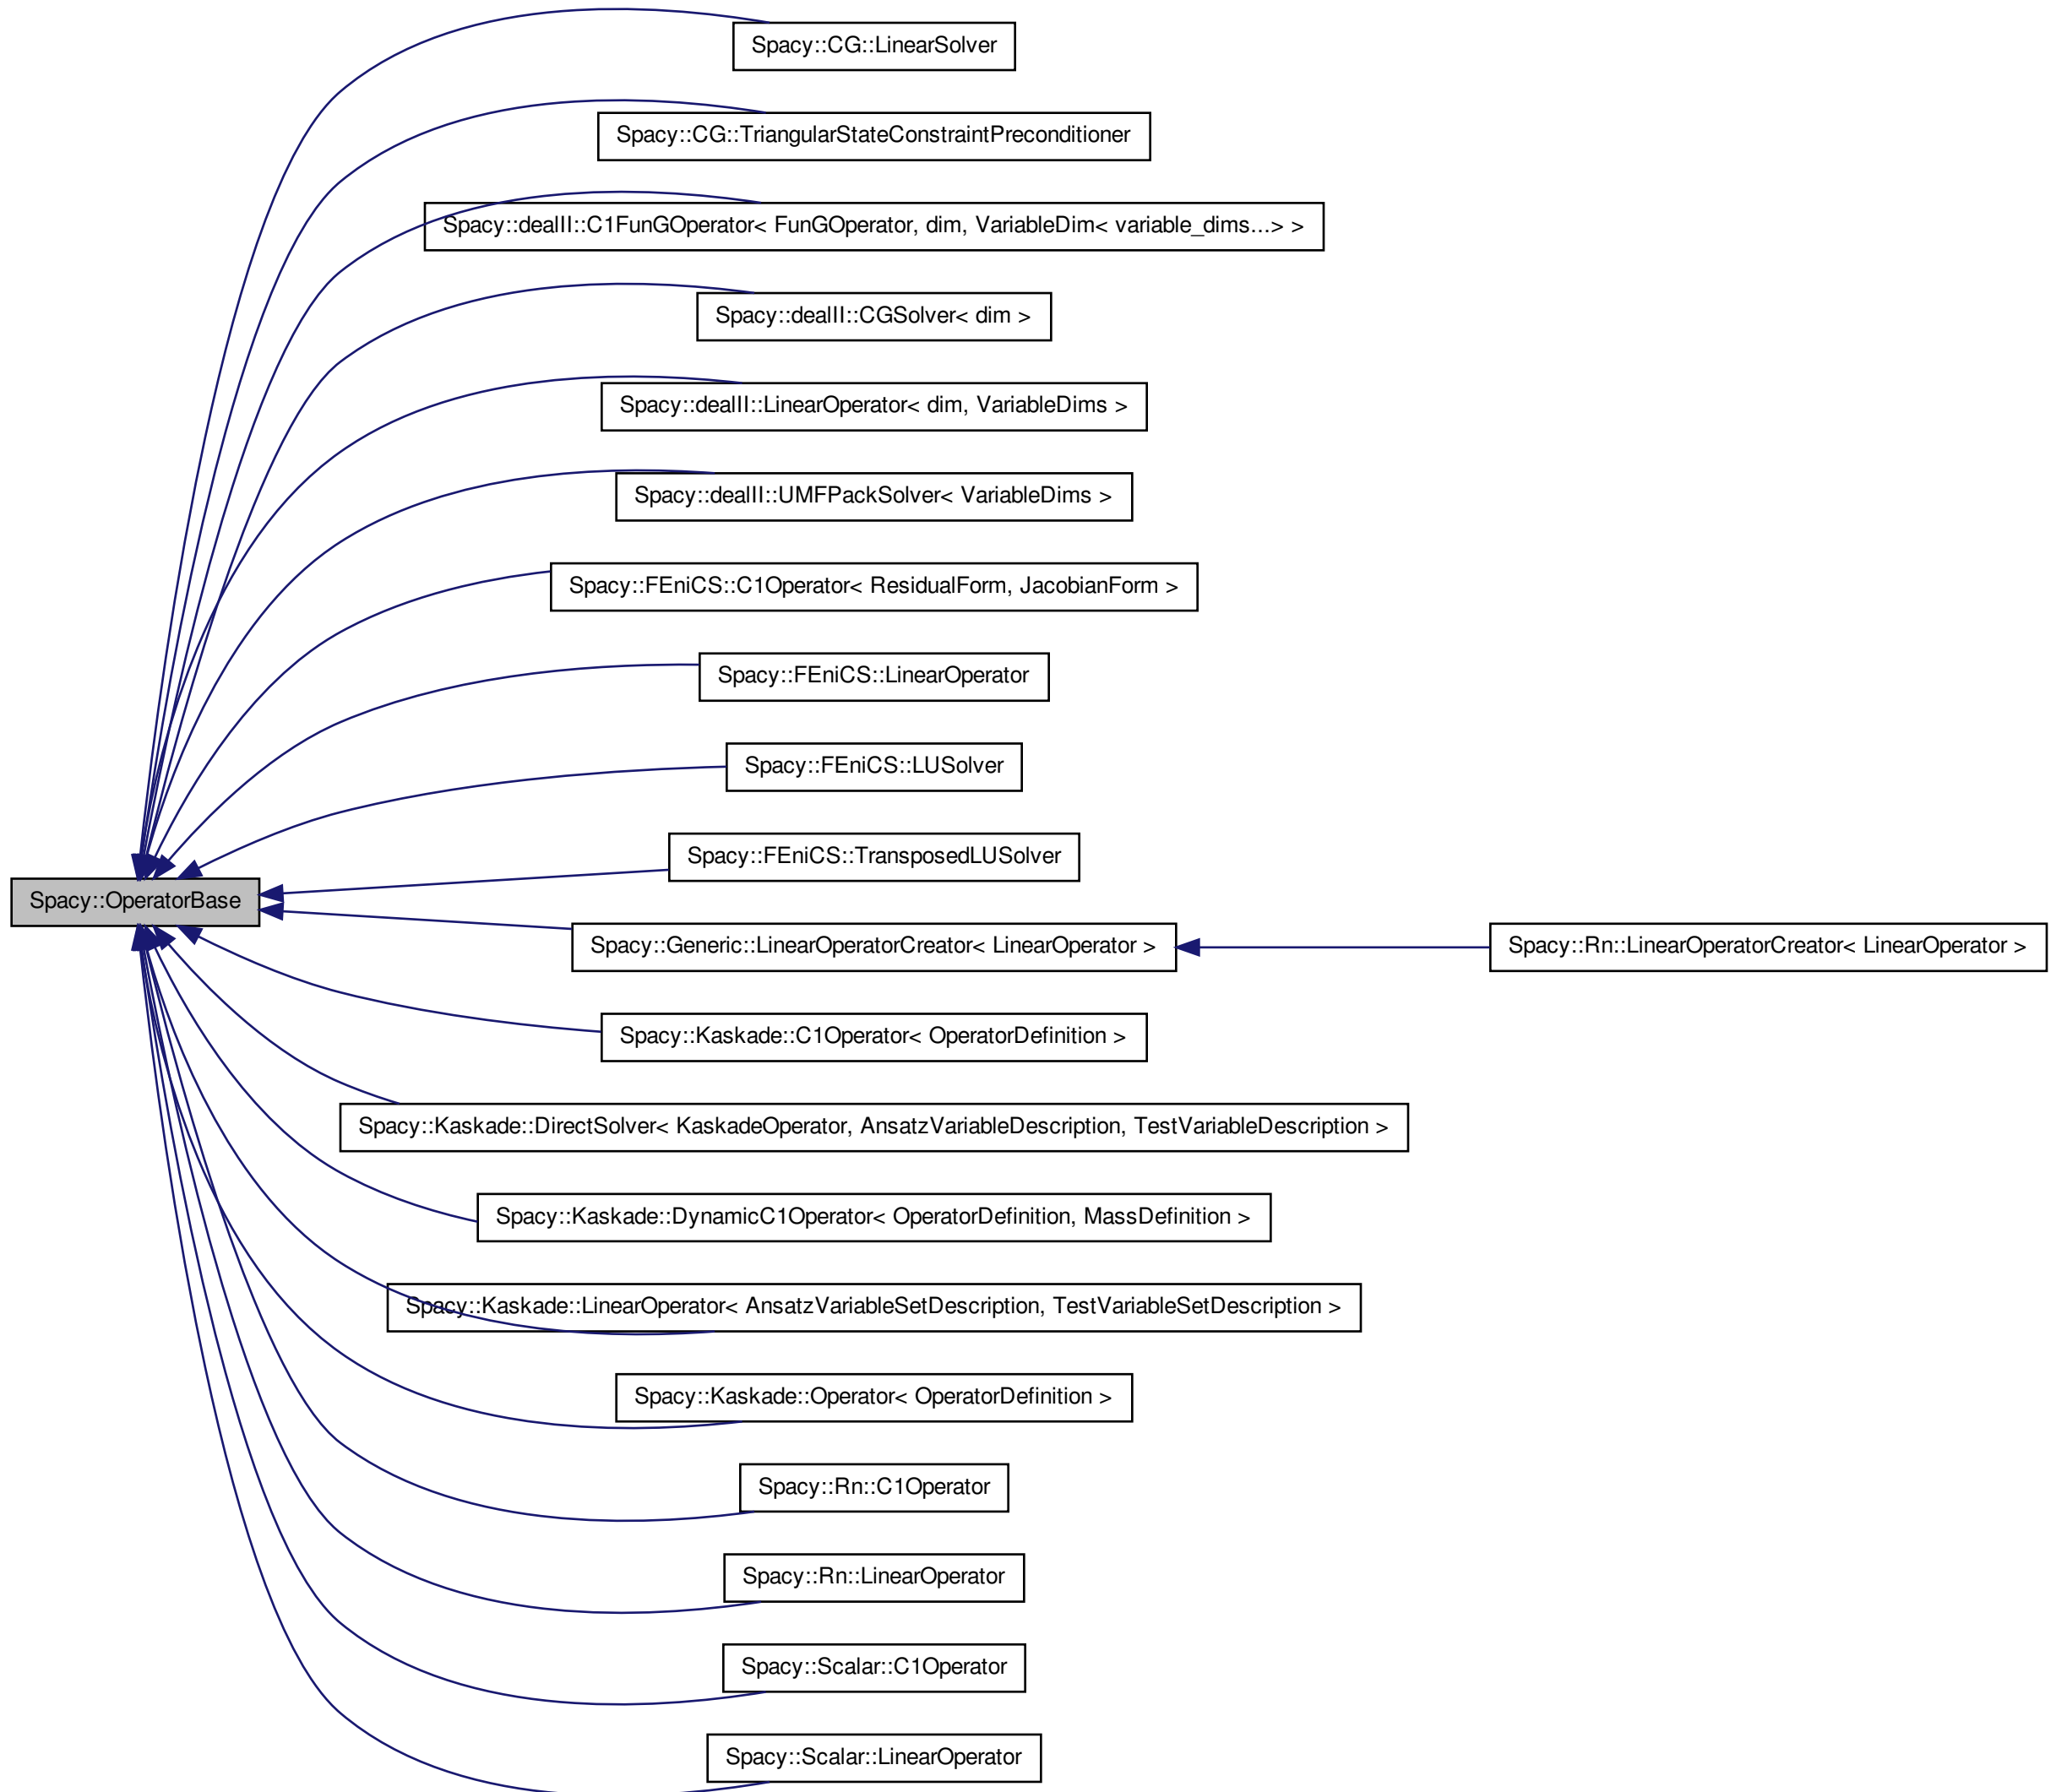 Spacy::CG::LinearSolver
Spacy::CG::TriangularStateConstraintPreconditioner
Spacy::dealII::C1FunGOperator< FunGOperator, dim, VariableDim< variable_dims...> >
Spacy::dealII::CGSolver< dim >
Spacy::dealII::LinearOperator< dim, VariableDims >
Spacy::dealII::UMFPackSolver< VariableDims >
Spacy::FEniCS::C1Operator< ResidualForm, JacobianForm >
Spacy::FEniCS::LinearOperator
Spacy::FEniCS::LUSolver
Spacy::FEniCS::TransposedLUSolver
Spacy::OperatorBase
Spacy::Generic::LinearOperatorCreator< LinearOperator >
Spacy::Rn::LinearOperatorCreator< LinearOperator >
Spacy::Kaskade::C1Operator< OperatorDefinition >
Spacy::Kaskade::DirectSolver< KaskadeOperator, AnsatzVariableDescription, TestVariableDescription >
Spacy::Kaskade::DynamicC1Operator< OperatorDefinition, MassDefinition >
Spacy::Kaskade::LinearOperator< AnsatzVariableSetDescription, TestVariableSetDescription >
Spacy::Kaskade::Operator< OperatorDefinition >
Spacy::Rn::C1Operator
Spacy::Rn::LinearOperator
Spacy::Scalar::C1Operator
Spacy::Scalar::LinearOperator